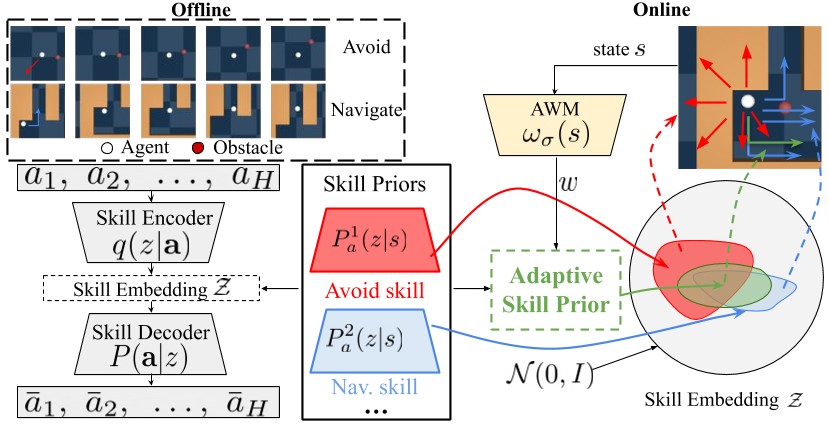 Offline
Online
Avoid
Navigate
Agent
Obstacle
state s
AWM
ω_σ(s)
w
a_1, a_2, ..., a_H
Skill Encoder
q(z|𝐚)
Skill Embedding 𝒵
Skill Decoder
P(𝐚|z)
ā_1, ā_2, ..., ā_H
Skill Priors
P_a^1(z|s)
Avoid skill
P_a^2(z|s)
Nav. skill
...
Adaptive
Skill Prior
𝒩(0, I)
Skill Embedding 𝒵